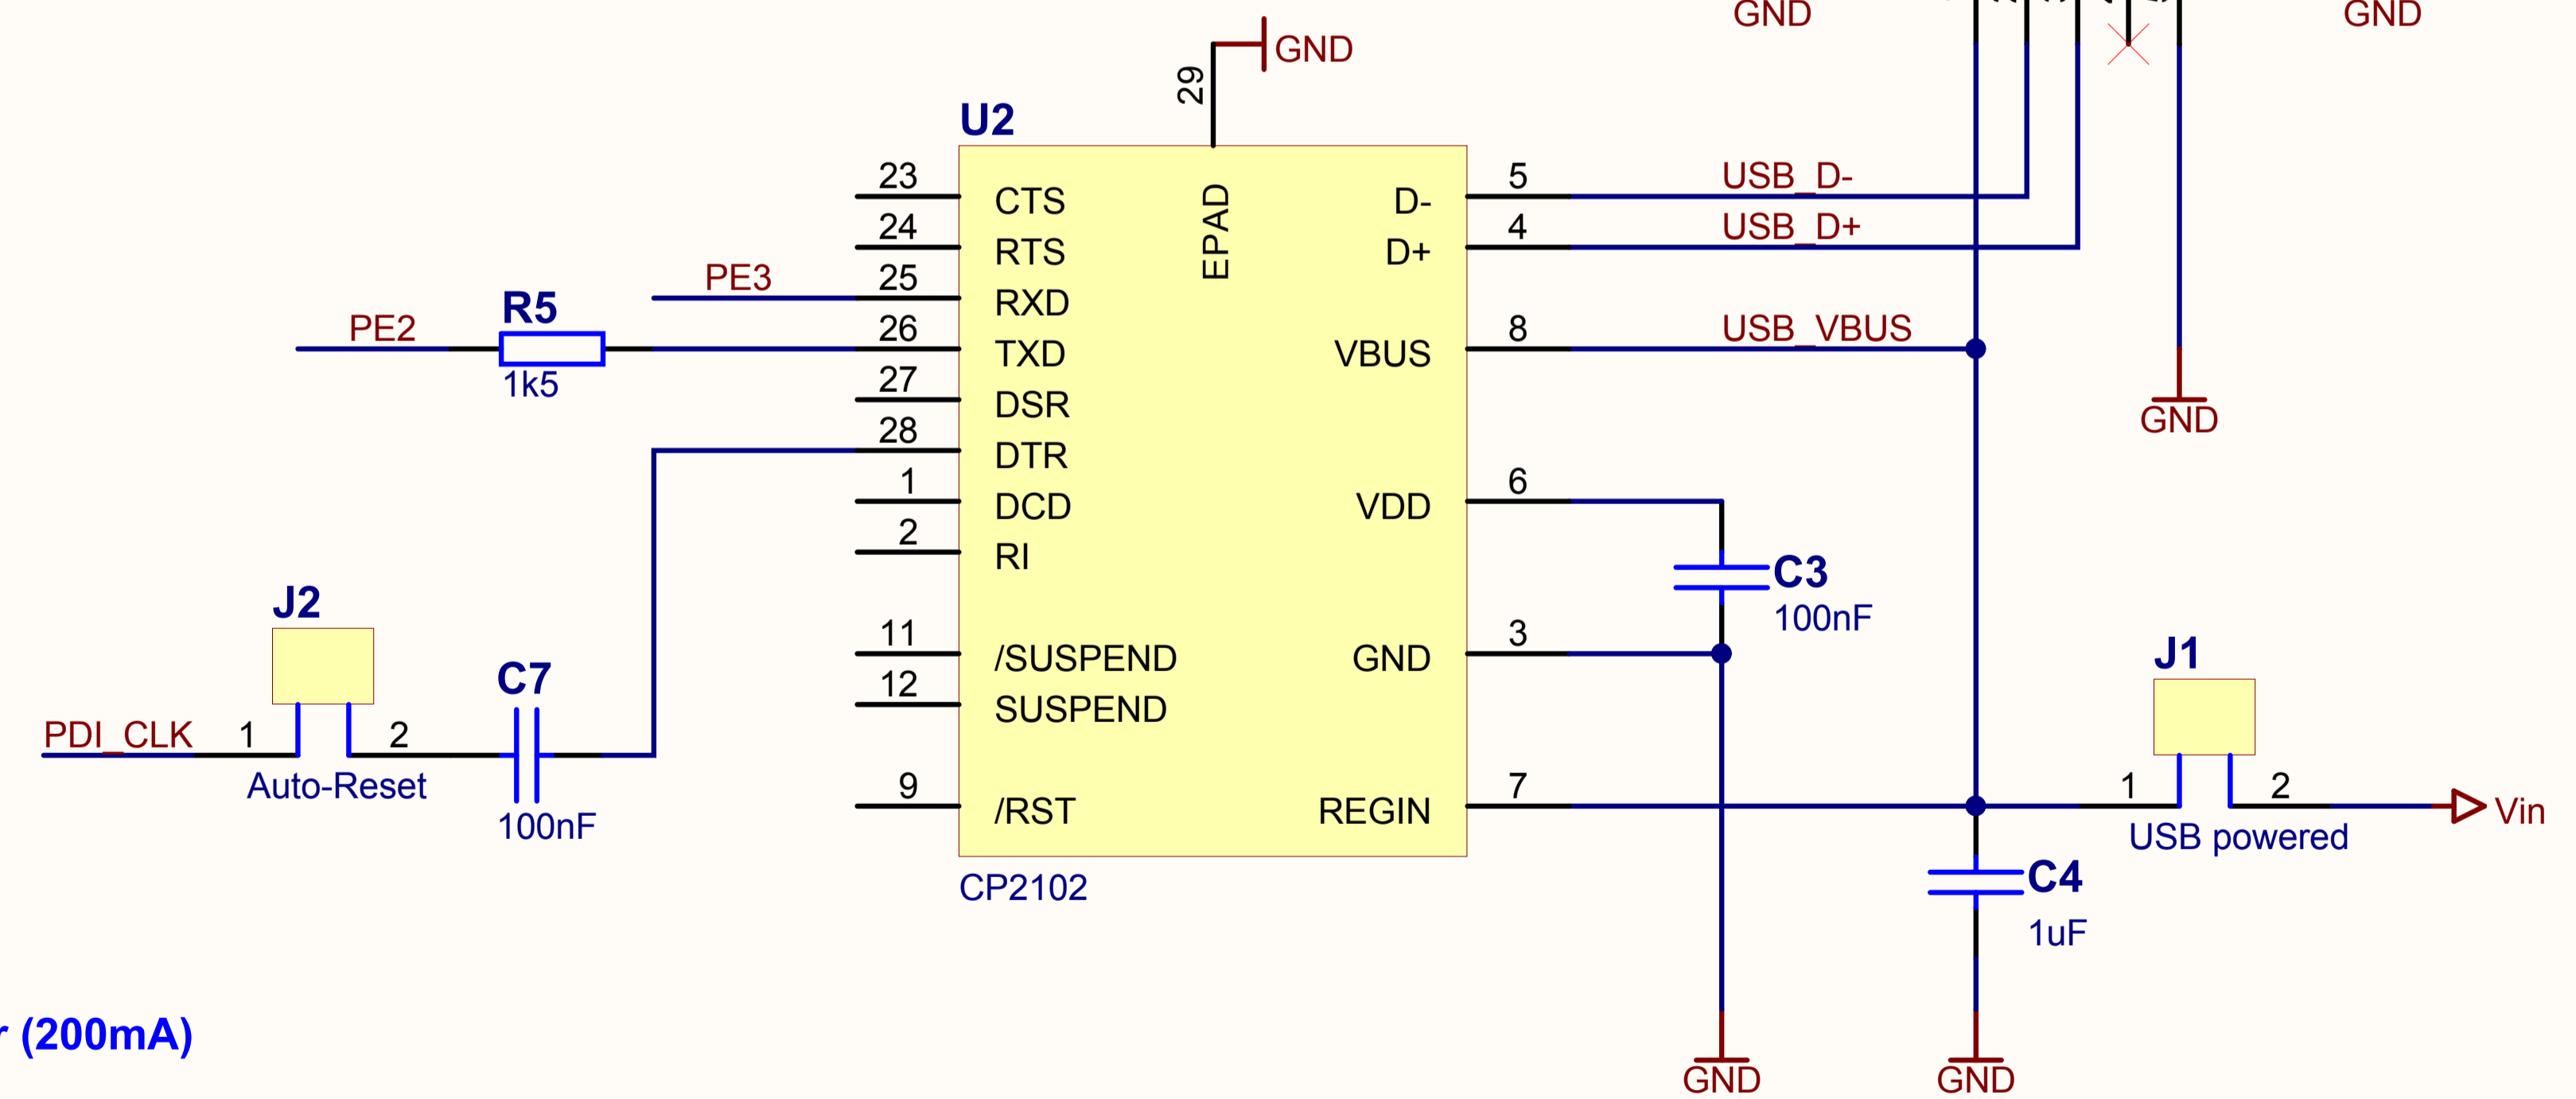 GND
GND
GND
29
U2
EPAD
23
CTS
24
RTS
PE3
25
RXD
PE2
R5
1k5
26
TXD
27
DSR
28
DTR
1
DCD
2
RI
11
/SUSPEND
12
SUSPEND
9
/RST
D-
5
USB_D-
D+
4
USB_D+
VBUS
8
USB_VBUS
GND
VDD
6
C3
100nF
GND
3
REGIN
7
CP2102
J2
PDI_CLK
1
2
Auto-Reset
C7
100nF
J1
1
2
USB powered
Vin
C4
1uF
GND
GND
(200mA)